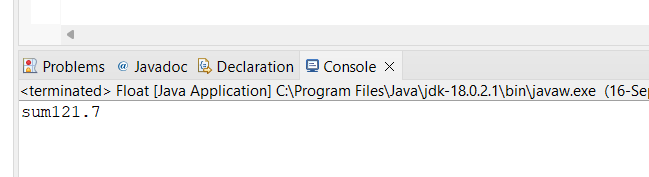 Problems @ Javadoc Declaration Console
<terminated> Float [Java Application] C:\Program Files\Java\jdk-18.0.2.1\bin\javaw.exe (16-Sep
sum121.7